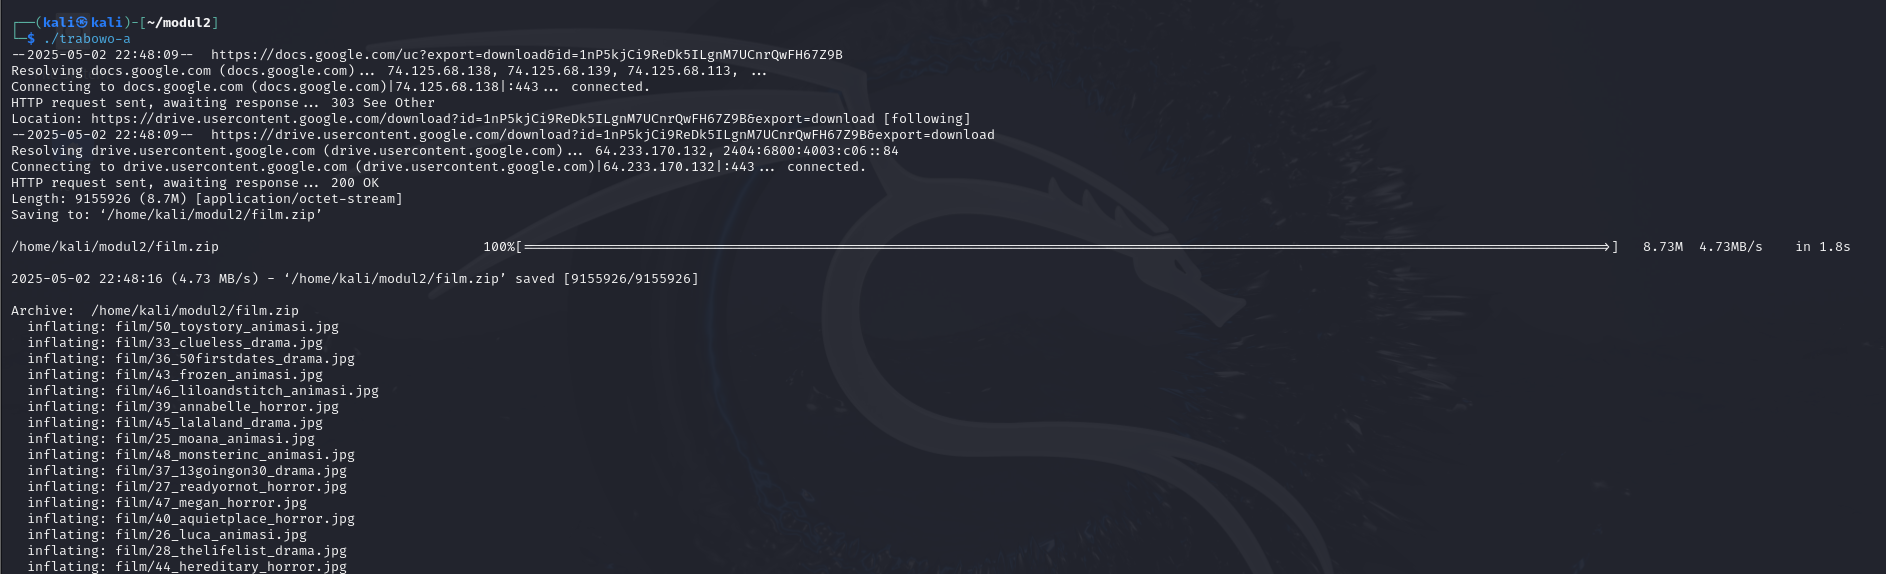 ┌──(kali㉿kali)-[~/modul2]
└─$ ./trabowo-a
--2025-05-02 22:48:09--  https://docs.google.com/uc?export=download&id=1nP5kjCi9ReDk5ILgnM7UCnrQwFH67Z9B
Resolving docs.google.com (docs.google.com)... 74.125.68.138, 74.125.68.139, 74.125.68.113, ...
Connecting to docs.google.com (docs.google.com)|74.125.68.138|:443... connected.
HTTP request sent, awaiting response... 303 See Other
Location: https://drive.usercontent.google.com/download?id=1nP5kjCi9ReDk5ILgnM7UCnrQwFH67Z9B&export=download [following]
--2025-05-02 22:48:09--  https://drive.usercontent.google.com/download?id=1nP5kjCi9ReDk5ILgnM7UCnrQwFH67Z9B&export=download
Resolving drive.usercontent.google.com (drive.usercontent.google.com)... 64.233.170.132, 2404:6800:4003:c06::84
Connecting to drive.usercontent.google.com (drive.usercontent.google.com)|64.233.170.132|:443... connected.
HTTP request sent, awaiting response... 200 OK
Length: 9155926 (8.7M) [application/octet-stream]
Saving to: ‘/home/kali/modul2/film.zip’
/home/kali/modul2/film.zip 100%[===================>] 8.73M 4.73MB/s in 1.8s
2025-05-02 22:48:16 (4.73 MB/s) - ‘/home/kali/modul2/film.zip’ saved [9155926/9155926]
Archive:  /home/kali/modul2/film.zip
inflating: film/50_toystory_animasi.jpg
inflating: film/33_clueless_drama.jpg
inflating: film/36_50firstdates_drama.jpg
inflating: film/43_frozen_animasi.jpg
inflating: film/46_liloandstitch_animasi.jpg
inflating: film/39_annabelle_horror.jpg
inflating: film/45_lalaland_drama.jpg
inflating: film/25_moana_animasi.jpg
inflating: film/48_monsterinc_animasi.jpg
inflating: film/37_13goingon30_drama.jpg
inflating: film/27_readyornot_horror.jpg
inflating: film/47_megan_horror.jpg
inflating: film/40_aquietplace_horror.jpg
inflating: film/26_luca_animasi.jpg
inflating: film/28_thelifelist_drama.jpg
inflating: film/44_hereditary_horror.jpg